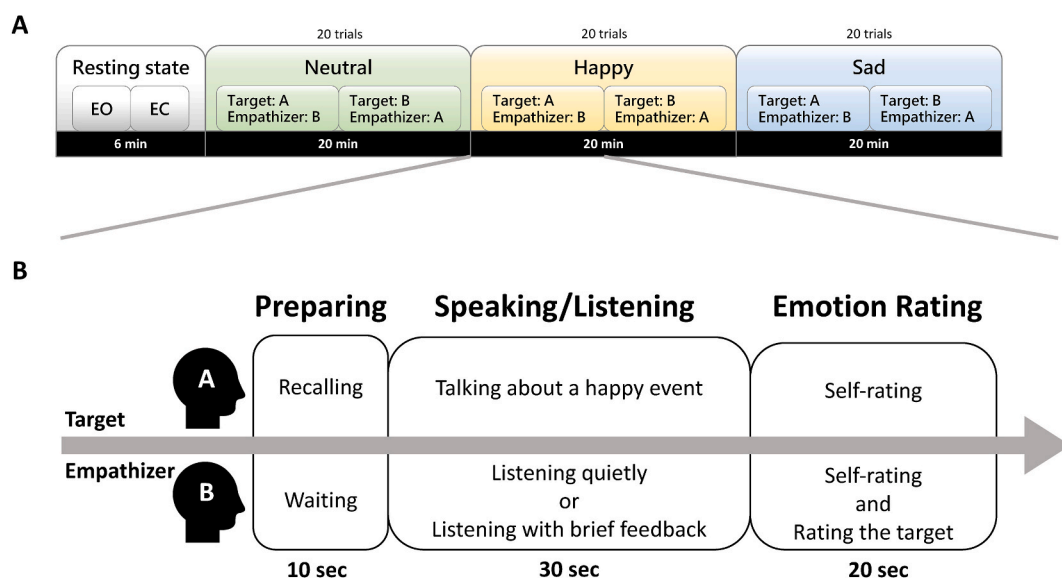 A
20 trials
20 trials
20 trials
Resting state
Neutral
Happy
Sad
EO
EC
Target: A
Empathizer: B
Target: B
Empathizer: A
Target: A
Empathizer: B
Target: B
Empathizer: A
Target: A
Empathizer: B
Target: B
Empathizer: A
6 min
20 min
20 min
20 min
B
Preparing
Speaking/Listening
Emotion Rating
A
Recalling
Talking about a happy event
Self-rating
Target
Empathizer
B
Waiting
Listening quietly
or
Listening with brief feedback
Self-rating
and
Rating the target
10 sec
30 sec
20 sec